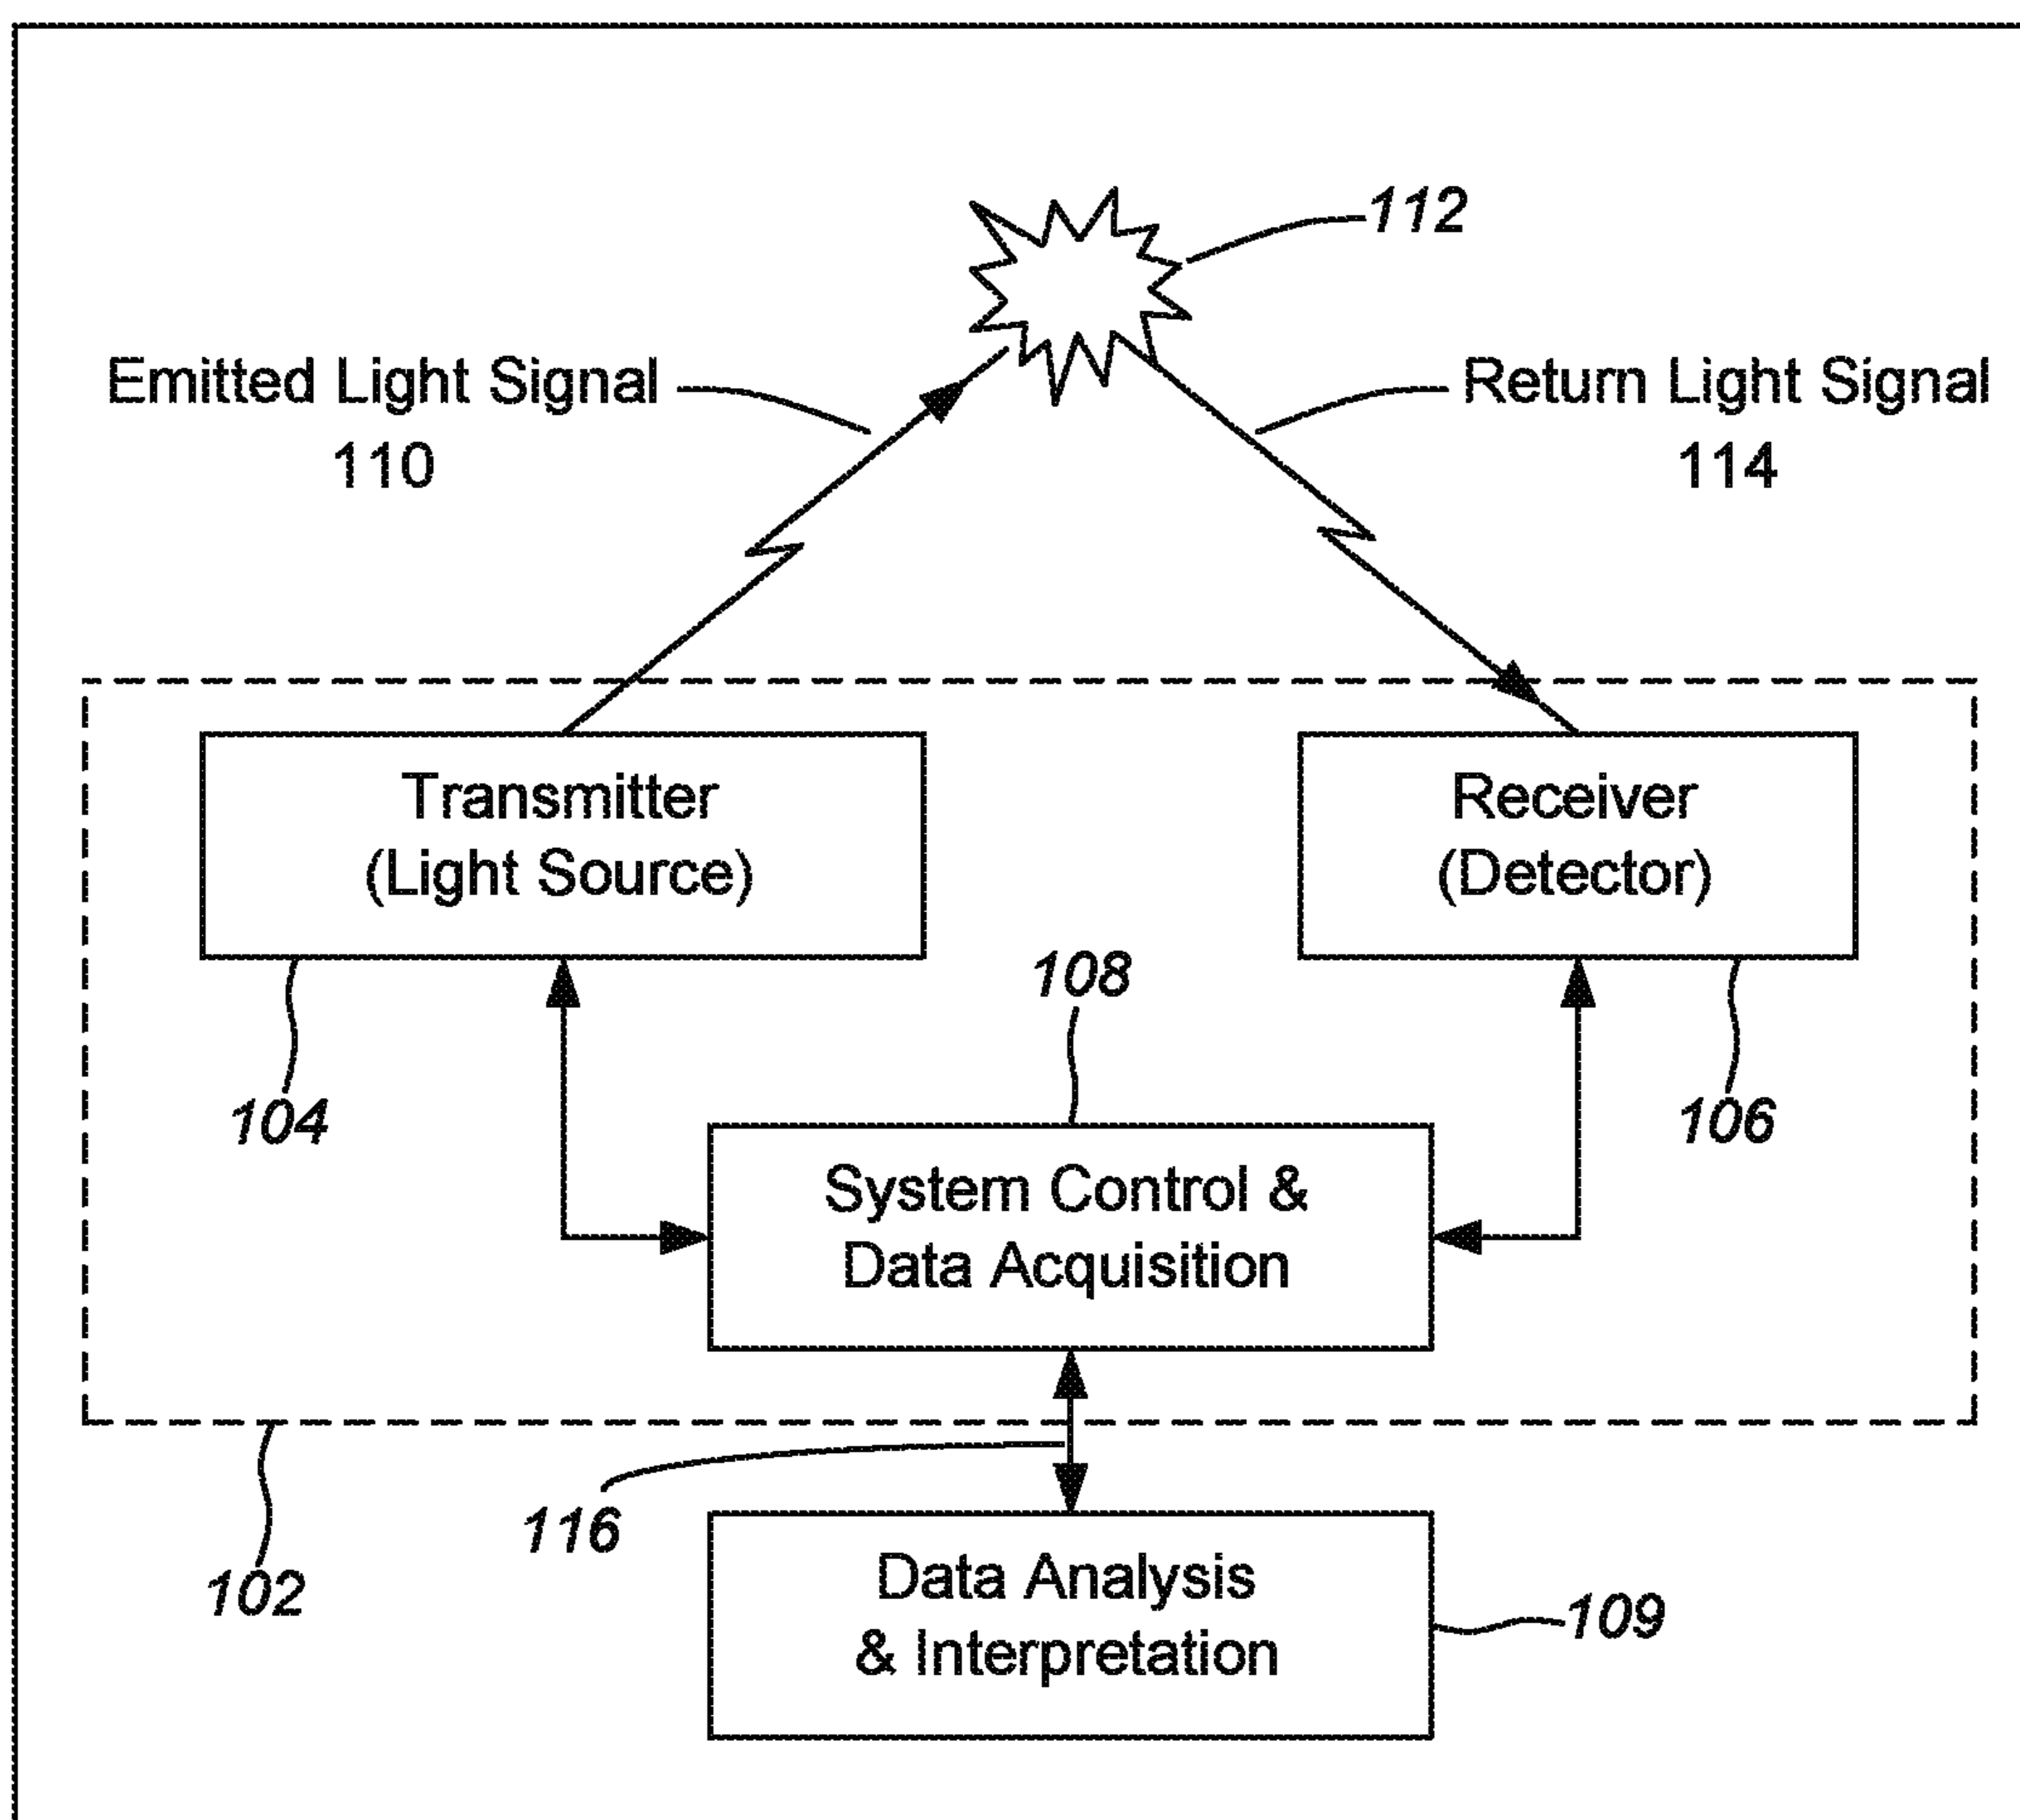 112
Emitted Light Signal
110
Return Light Signal
114
Transmitter
(Light Source)
Receiver
(Detector)
108
104
106
System Control &
Data Acquisition
116
102
Data Analysis
& Interpretation
109